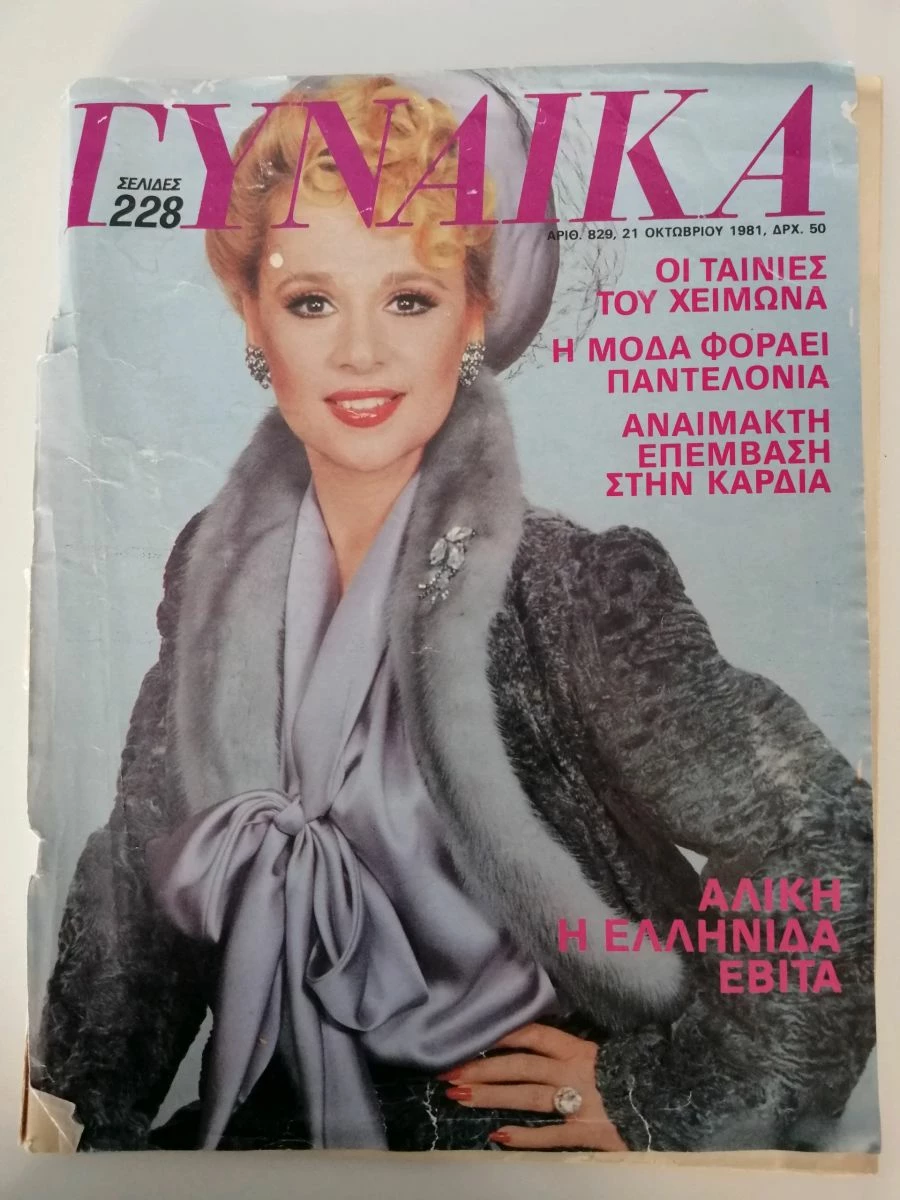 ΓΥΝΑΙΚΑ
ΣΕΛΙΔΕΣ
228
ΑΡΙΘ. 829, 21 ΟΚΤΩΒΡΙΟΥ 1981, ΔΡΧ. 50
ΟΙ ΤΑΙΝΙΕΣ
ΤΟΥ ΧΕΙΜΩΝΑ
Η ΜΟΔΑ ΦΟΡΑΕΙ
ΠΑΝΤΕΛΟΝΙΑ
ΑΝΑΙΜΑΚΤΗ
ΕΠΕΜΒΑΣΗ
ΣΤΗΝ ΚΑΡΔΙΑ
ΑΛΙΚΗ
Η ΕΛΛΗΝΙΔΑ
ΕΒΙΤΑ